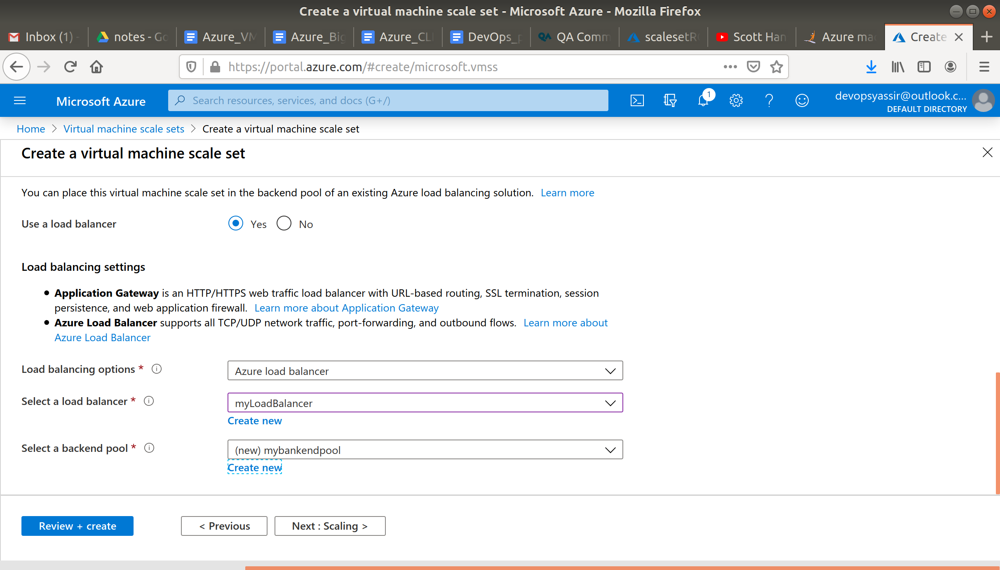 Create a virtual machine scale set - Microsoft Azure - Mozilla Firefox
Inbox (1) -
notes - Go
Azure_VM
Azure_Big
Azure_CLI
DevOps_p
QA Comm
scalesetR
Scott Han
Azure mac
Create
https://portal.azure.com/#create/microsoft.vmss
Microsoft Azure
Search resources, services, and docs (G+/)
1
devopsyassir@outlook.c...
DEFAULT DIRECTORY
Home > Virtual machine scale sets > Create a virtual machine scale set
Create a virtual machine scale set
You can place this virtual machine scale set in the backend pool of an existing Azure load balancing solution. Learn more
Use a load balancer
Yes
No
Load balancing settings
• Application Gateway is an HTTP/HTTPS web traffic load balancer with URL-based routing, SSL termination, session
persistence, and web application firewall. Learn more about Application Gateway
• Azure Load Balancer supports all TCP/UDP network traffic, port-forwarding, and outbound flows. Learn more about
Azure Load Balancer
Load balancing options *
Azure load balancer
Select a load balancer *
myLoadBalancer
Create new
Select a backend pool *
(new) mybankendpool
Create new
Review + create
< Previous
Next : Scaling >